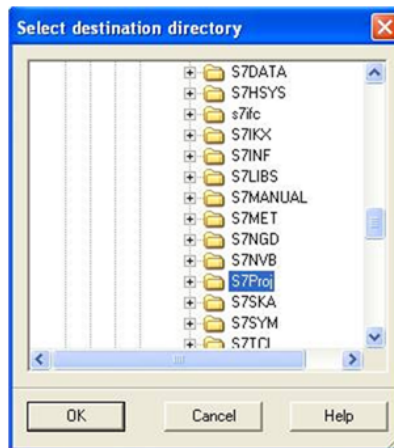 Select destination directory
S7DATA
S7HSYS
s7ifc
S7IKX
S7INF
S7LIBS
S7MANUAL
S7MET
S7NGD
S7NVB
S7Proj
S7SKA
S7SYM
S7TCI
OK
Cancel
Help